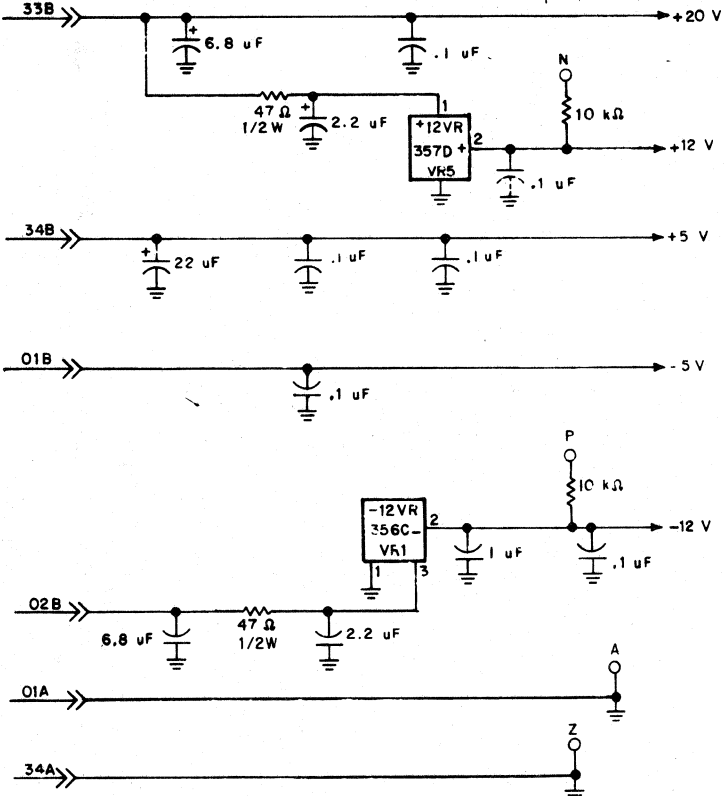 33B
+20 V
+
6.8 uF
.1 uF
N
47 Ω
1/2W
+
2.2 uF
1
10 kΩ
+12VR
357D +
VR5
2
+12 V
.1 uF
34B
+5 V
+
22 uF
.1 uF
.1 uF
01B
- 5 V
.1 uF
P
10 kΩ
-12VR
356C-
VR1
2
-12 V
1 uF
.1 uF
1
3
02B
6.8 uF
47 Ω
1/2W
2.2 uF
01A
A
34A
Z